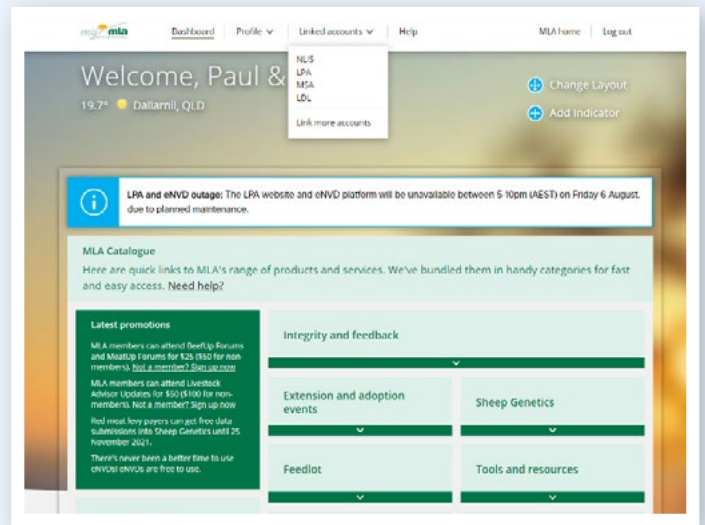 my mla
Dashboard
Profile
Linked accounts
Help
MLA home
Log out
NLIS
LPA
MSA
LDL
Link more accounts
Welcome, Paul &
19.7° Dallarnil, QLD
Change Layout
Add Indicator
LPA and eNVD outage: The LPA website and eNVD platform will be unavailable between 5-10pm (AEST) on Friday 6 August,
due to planned maintenance.
MLA Catalogue
Here are quick links to MLA's range of products and services. We've bundled them in handy categories for fast
and easy access. Need help?
Latest promotions
MLA members can attend BeefUp Forums
and MeatUp Forums for $25 ($50 for non-
members). Not a member? Sign up now
MLA members can attend Livestock
Advisor Updates for $50 ($100 for non-
members). Not a member? Sign up now
Red meat levy payers can get free data
submissions into Sheep Genetics until 25
November 2021.
There's never been a better time to use
eNVDs! eNVDs are free to use.
Integrity and feedback
Extension and adoption
events
Sheep Genetics
Feedlot
Tools and resources